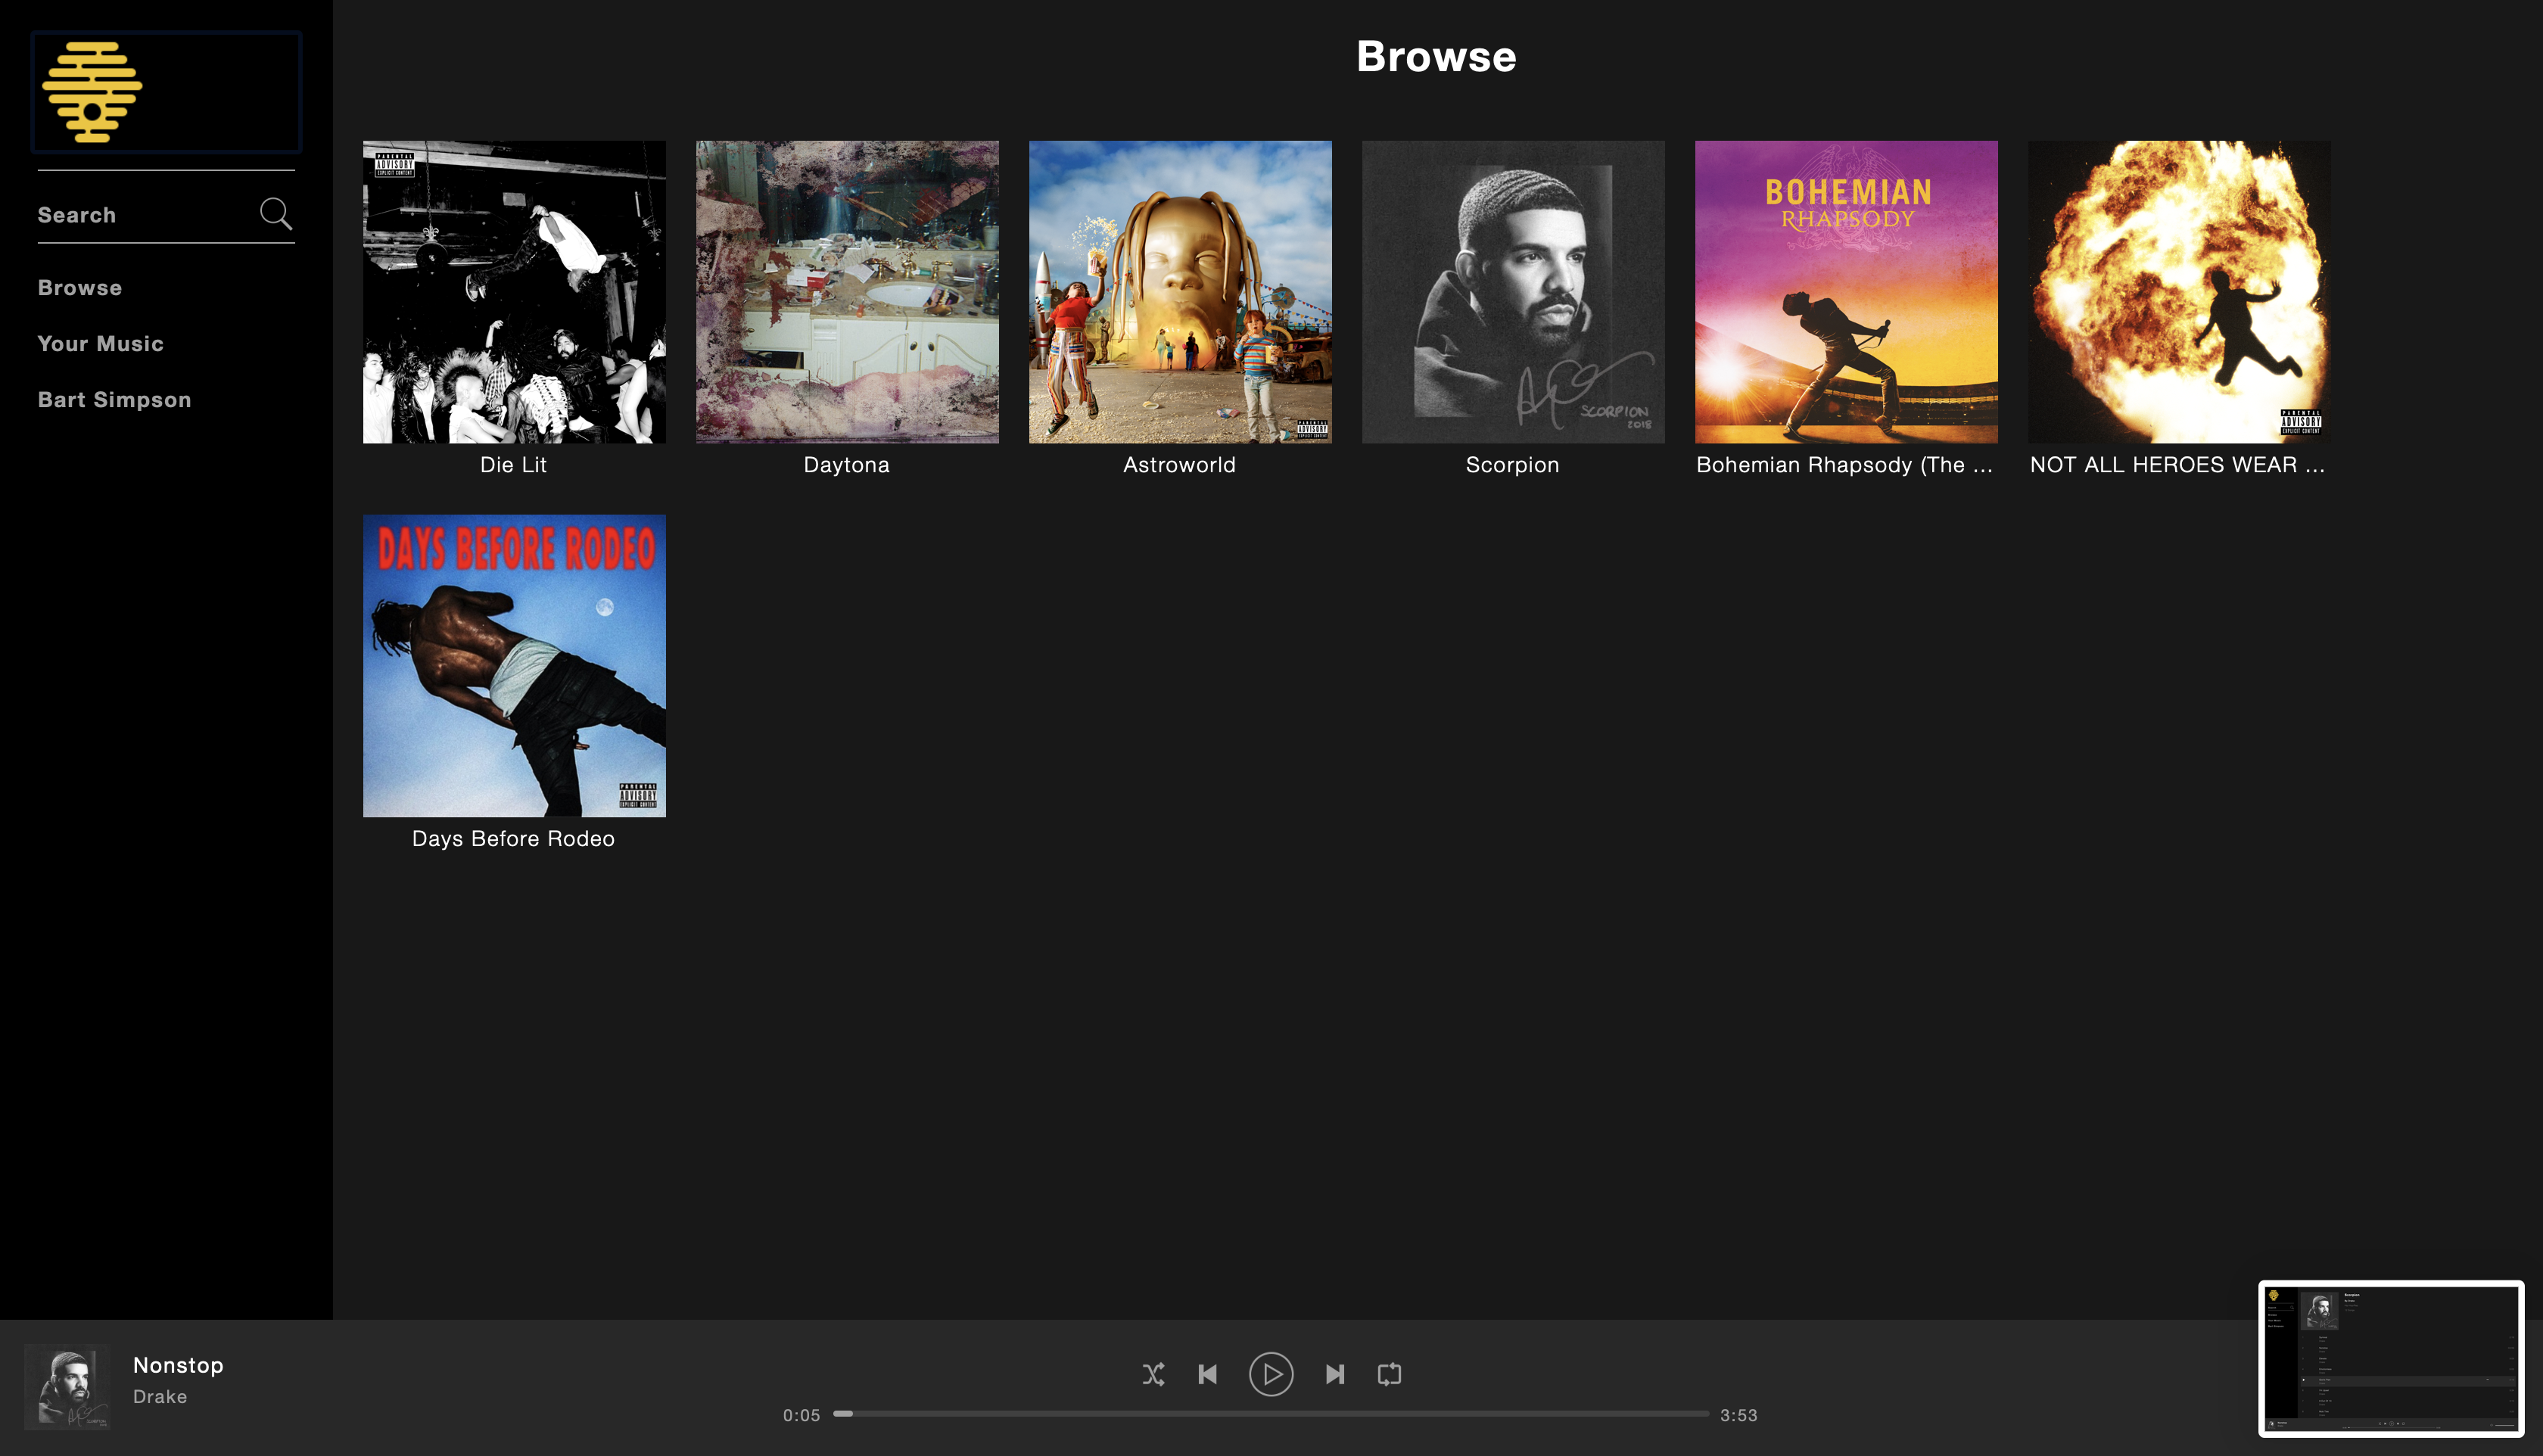 Browse
Search
Browse
Your Music
Bart Simpson
PARENTAL
ADVISORY
EXPLICIT CONTENT
PARENTAL
ADVISORY
EXPLICIT CONTENT
SCORPION
2018
BOHEMIAN
RHAPSODY
PARENTAL
ADVISORY
EXPLICIT CONTENT
Die Lit
Daytona
Astroworld
Scorpion
Bohemian Rhapsody (The ...
NOT ALL HEROES WEAR ...
DAYS BEFORE RODEO
PARENTAL
ADVISORY
EXPLICIT CONTENT
Days Before Rodeo
Nonstop
Drake
0:05
3:53